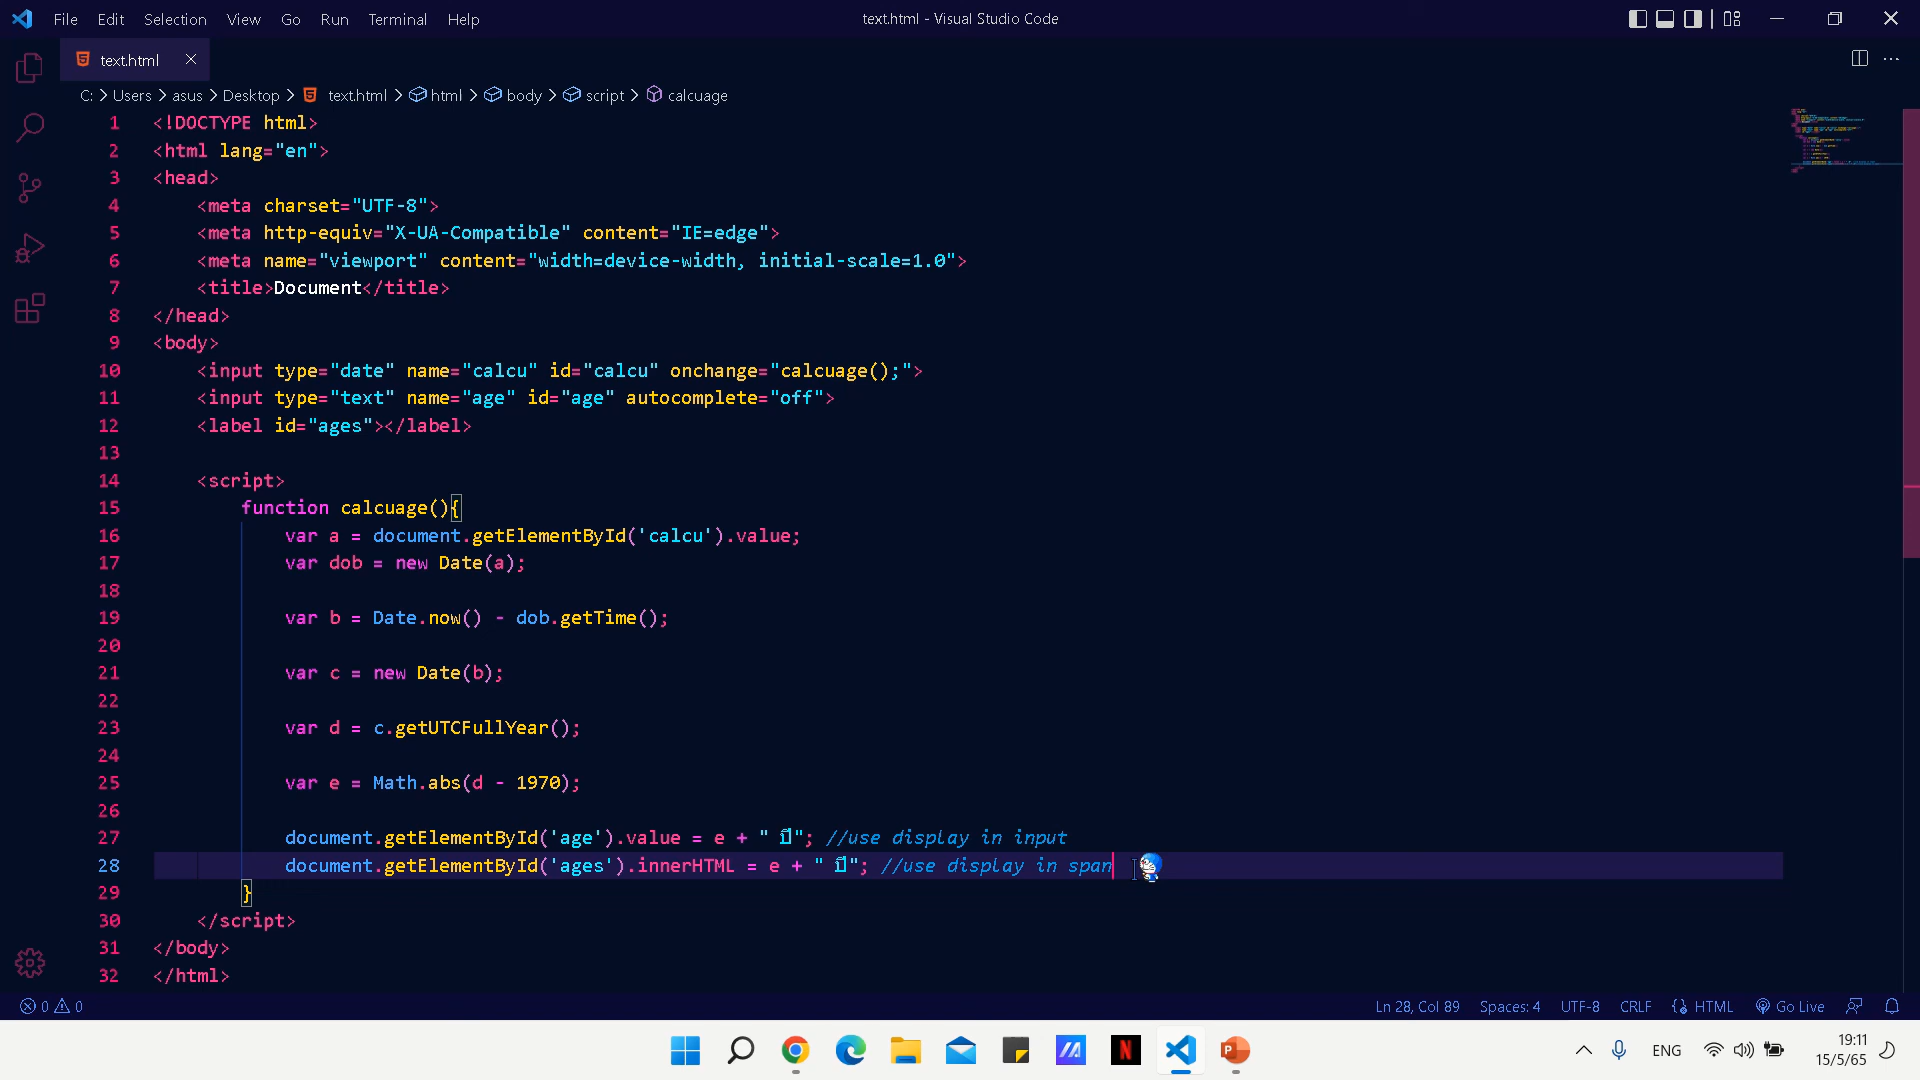 File Edit Selection View Go Run Terminal Help
text.html - Visual Studio Code
text.html
C: > Users > asus > Desktop > text.html > html > body > script > calcuage
1 <!DOCTYPE html>
2 <html lang="en">
3 <head>
4 <meta charset="UTF-8">
5 <meta http-equiv="X-UA-Compatible" content="IE=edge">
6 <meta name="viewport" content="width=device-width, initial-scale=1.0">
7 <title>Document</title>
8 </head>
9 <body>
10 <input type="date" name="calcu" id="calcu" onchange="calcuage();">
11 <input type="text" name="age" id="age" autocomplete="off">
12 <label id="ages"></label>
13
14 <script>
15 function calcuage(){
16 var a = document.getElementById('calcu').value;
17 var dob = new Date(a);
18
19 var b = Date.now() - dob.getTime();
20
21 var c = new Date(b);
22
23 var d = c.getUTCFullYear();
24
25 var e = Math.abs(d - 1970);
26
27 document.getElementById('age').value = e + " ปี"; //use display in input
28 document.getElementById('ages').innerHTML = e + " ปี"; //use display in span
29 }
30 </script>
31 </body>
32 </html>
0 0
Ln 28, Col 89 Spaces: 4 UTF-8 CRLF HTML Go Live
ENG
19:11
15/5/65